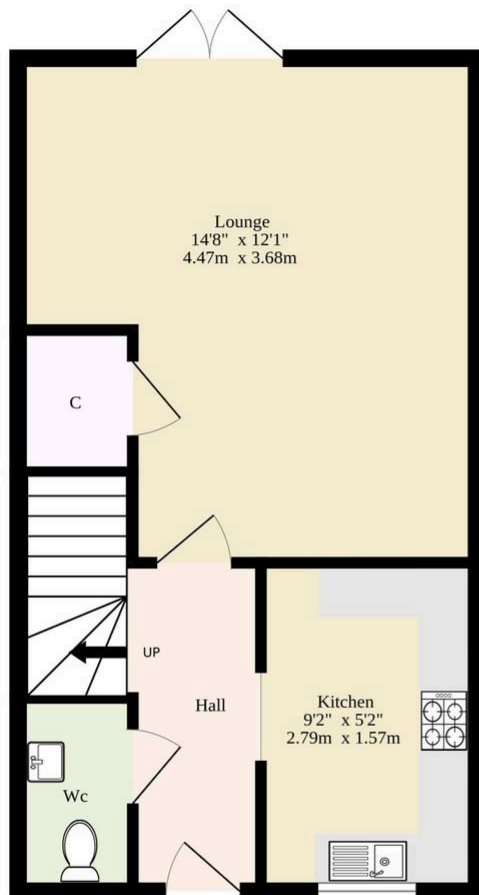 Lounge
14'8" x 12'1"
4.47m x 3.68m
C
UP
Hall
Kitchen
9'2" x 5'2"
2.79m x 1.57m
Wc